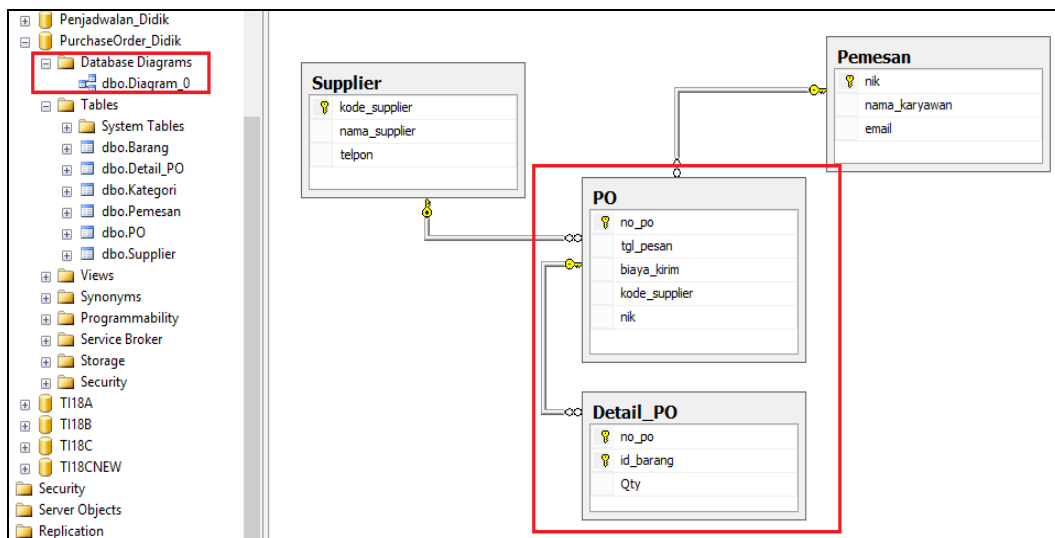 Penjadwalan_Didik
PurchaseOrder_Didik
Database Diagrams
dbo.Diagram_0
Tables
System Tables
dbo.Barang
dbo.Detail_PO
dbo.Kategori
dbo.Pemesan
dbo.PO
dbo.Supplier
Views
Synonyms
Programmability
Service Broker
Storage
Security
TI18A
TI18B
TI18C
TI18CNEW
Security
Server Objects
Replication
Supplier
kode_supplier
nama_supplier
telpon
Pemesan
nik
nama_karyawan
email
PO
no_po
tgl_pesan
biaya_kirim
kode_supplier
nik
Detail_PO
no_po
id_barang
Qty